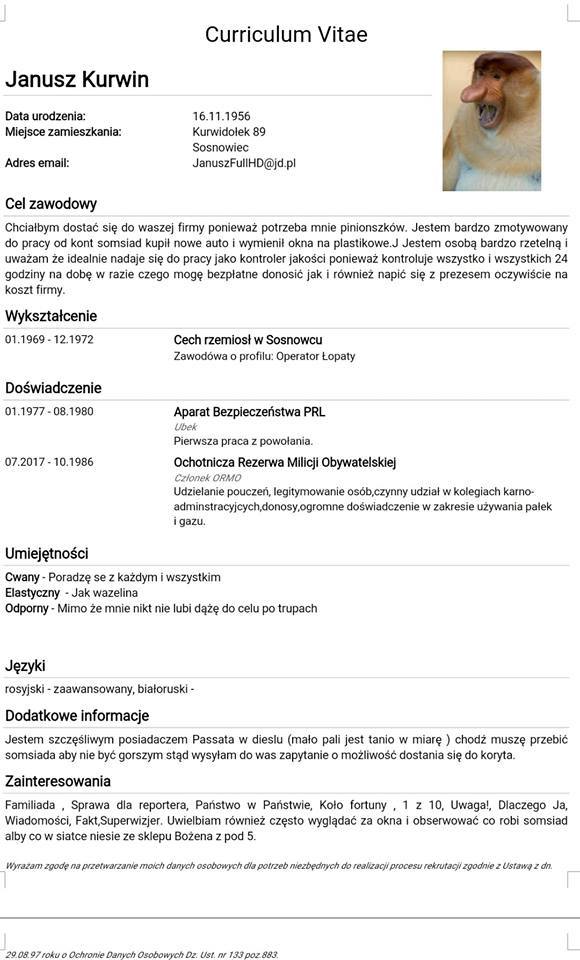 Curriculum Vitae
Janusz Kurwin
Data urodzenia: 16.11.1956
Miejsce zamieszkania: Kurwidołek 89
Sosnowiec
Adres email: JanuszFullHD@jd.pl
Cel zawodowy
Chciałbym dostać się do waszej firmy ponieważ potrzeba mnie pinionszków. Jestem bardzo zmotywowany
do pracy od kont somsiad kupił nowe auto i wymienił okna na plastikowe.J Jestem osobą bardzo rzetelną i
uważam że idealnie nadaje się do pracy jako kontroler jakości ponieważ kontroluje wszystko i wszystkich 24
godziny na dobę w razie czego mogę bezpłatne donosić jak i również napić się z prezesem oczywiście na
koszt firmy.
Wykształcenie
01.1969 - 12.1972 Cech rzemiosł w Sosnowcu
Zawodówa o profilu: Operator Łopaty
Doświadczenie
01.1977 - 08.1980 Aparat Bezpieczeństwa PRL
Ubek
Pierwsza praca z powołania.
07.2017 - 10.1986 Ochotnicza Rezerwa Milicji Obywatelskiej
Członek ORMO
Udzielanie pouczeń, legitymowanie osób,czynny udział w kolegiach karno-
adminstracyjcych,donosy,ogromne doświadczenie w zakresie używania pałek
i gazu.
Umiejętności
Cwany - Poradzę se z każdym i wszystkim
Elastyczny - Jak wazelina
Odporny - Mimo że mnie nikt nie lubi dążę do celu po trupach
Języki
rosyjski - zaawansowany, białoruski -
Dodatkowe informacje
Jestem szczęśliwym posiadaczem Passata w dieslu (mało pali jest tanio w miarę ) chodź muszę przebić
somsiada aby nie być gorszym stąd wysyłam do was zapytanie o możliwość dostania się do koryta.
Zainteresowania
Familiada , Sprawa dla reportera, Państwo w Państwie, Koło fortuny , 1 z 10, Uwaga!, Dlaczego Ja,
Wiadomości, Fakt,Superwizjer. Uwielbiam również często wyglądać za okna i obserwować co robi somsiad
alby co w siatce niesie ze sklepu Bożena z pod 5.
Wyrażam zgodę na przetwarzanie moich danych osobowych dla potrzeb niezbędnych do realizacji procesu rekrutacji zgodnie z Ustawą z dn.
29.08.97 roku o Ochronie Danych Osobowych Dz. Ust. nr 133 poz.883.